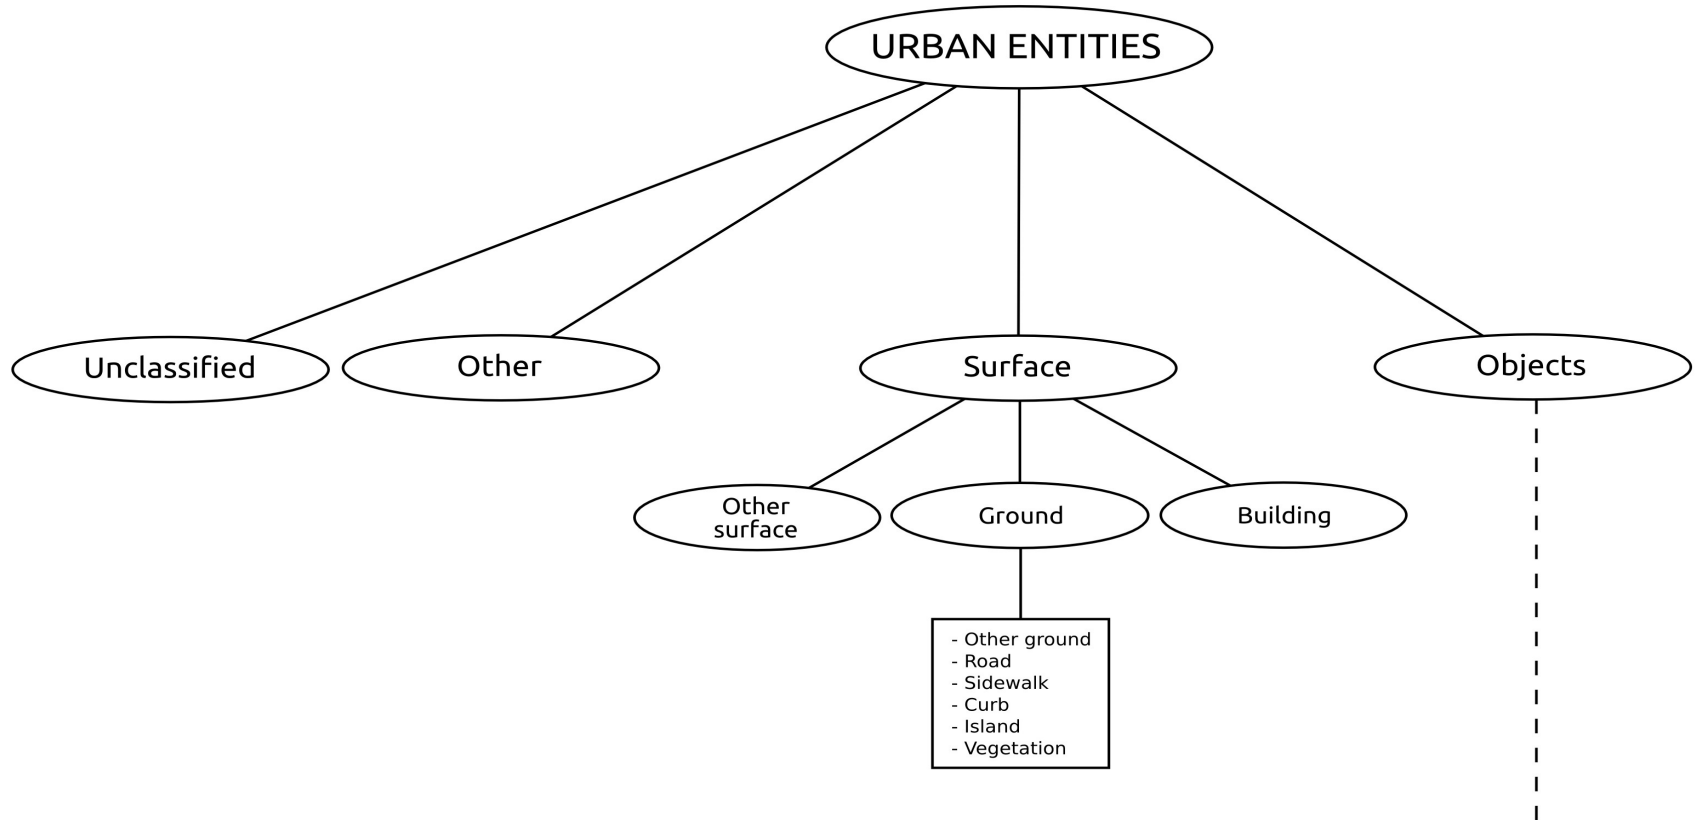 URBAN ENTITIES
Unclassified
Other
Surface
Objects
Other
surface
Ground
Building
- Other ground
- Road
- Sidewalk
- Curb
- Island
- Vegetation